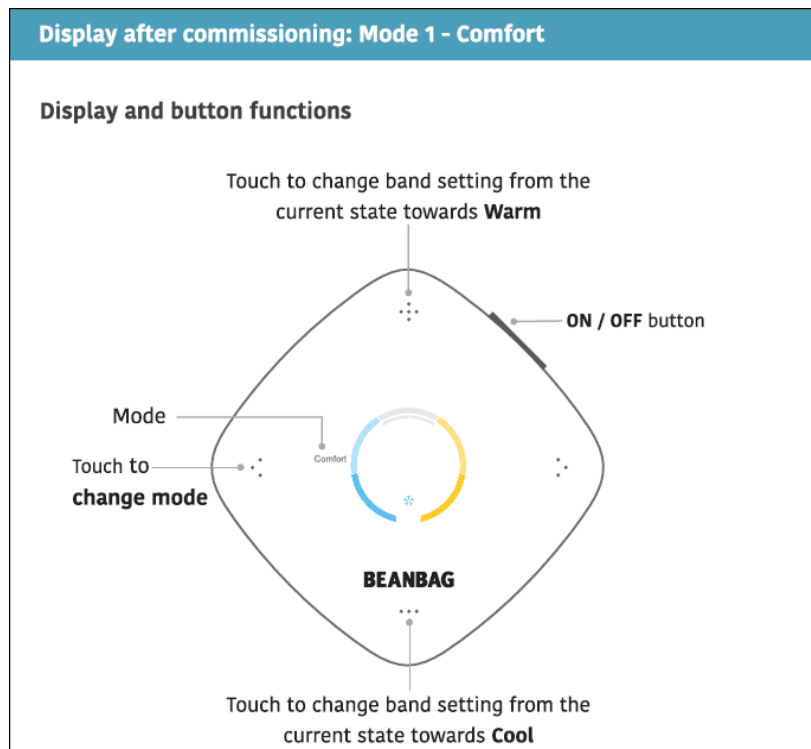 Display after commissioning: Mode 1 - Comfort
Display and button functions
Touch to change band setting from the
current state towards Warm
ON / OFF button
Mode
Comfort
Touch to
change mode
BEANBAG
Touch to change band setting from the
current state towards Cool